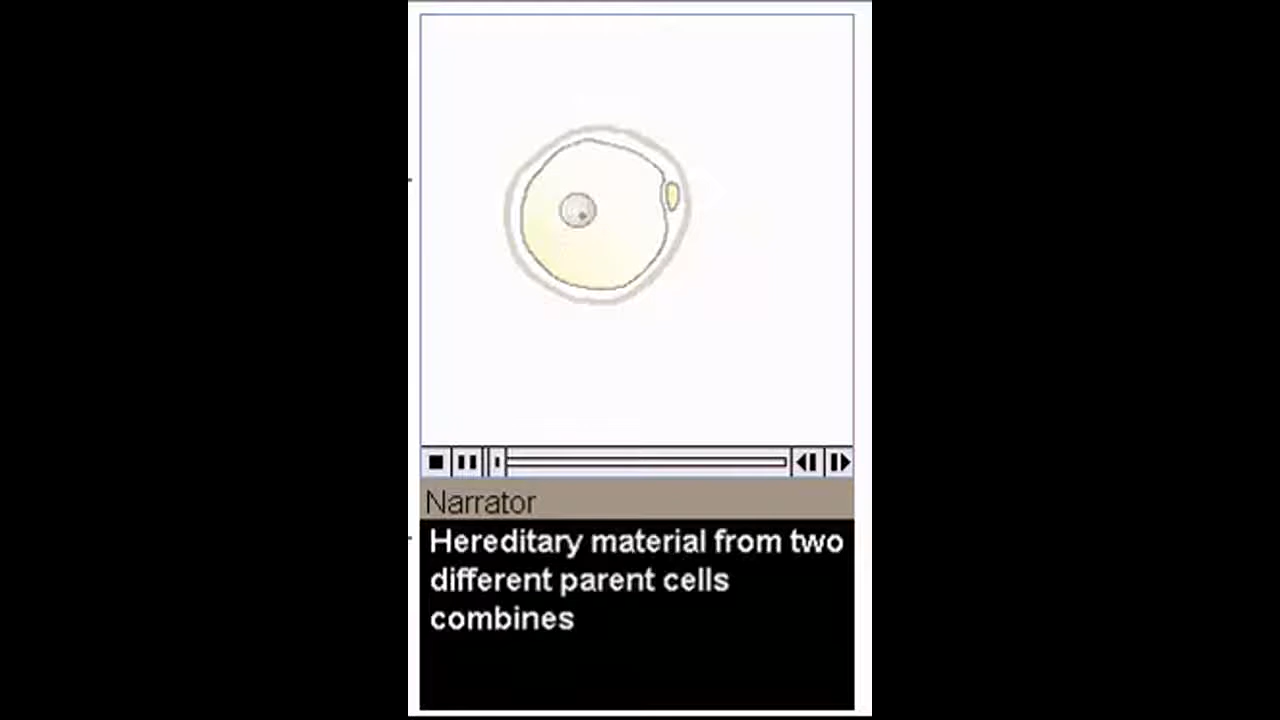 Narrator
Hereditary material from two
different parent cells
combines